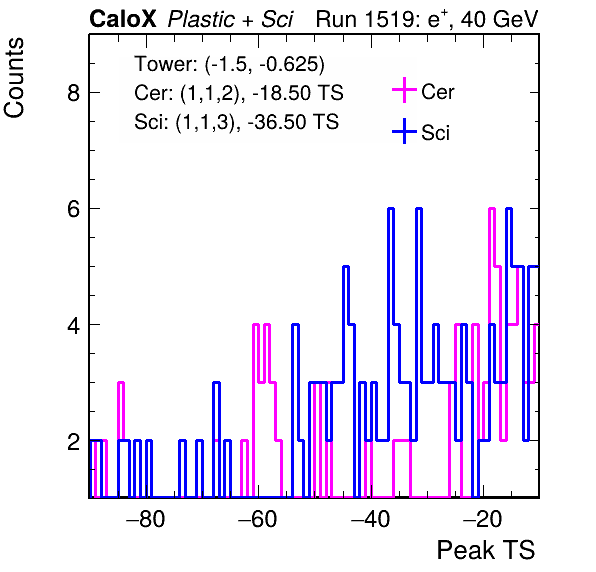 CaloX Plastic + Sci Run 1519: e⁺, 40 GeV
Tower: (-1.5, -0.625)
Cer: (1,1,2), -18.50 TS
Sci: (1,1,3), -36.50 TS
Cer
Sci
Counts
8
6
4
2
−80 −60 −40 −20
Peak TS